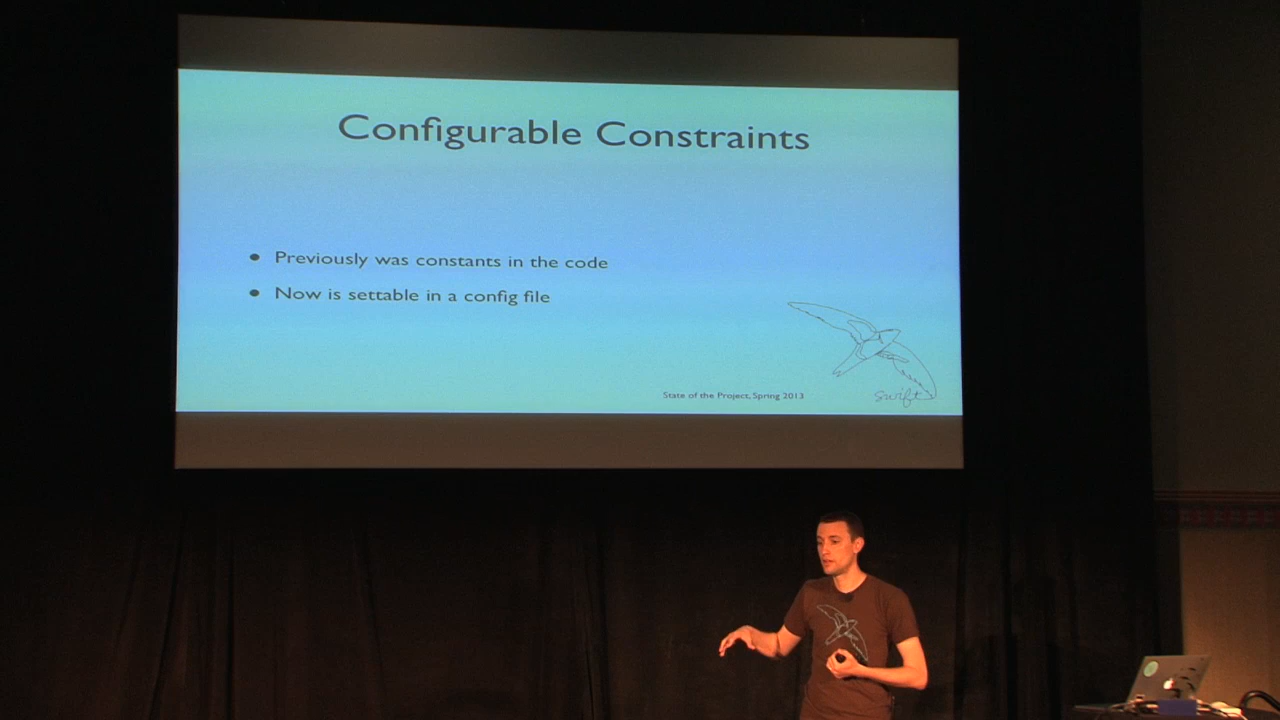 Configurable Constraints
● Previously was constants in the code
● Now is settable in a config file
State of the Project, Spring 2013
swift